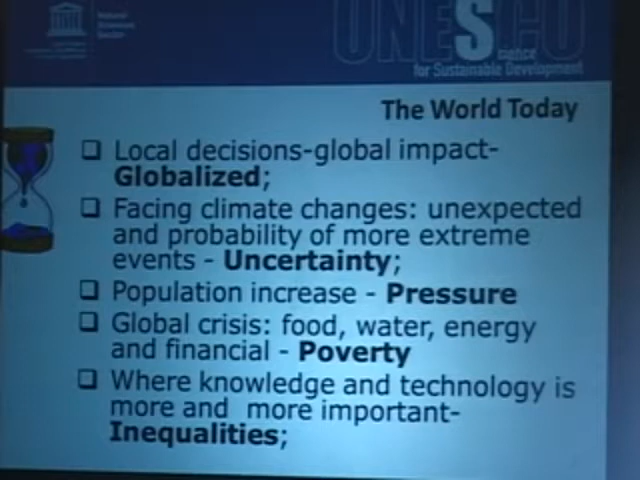 UNESCO
Science
for Sustainable Development
The World Today
Local decisions-global impact-
Globalized;
Facing climate changes: unexpected
and probability of more extreme
events - Uncertainty;
Population increase - Pressure
Global crisis: food, water, energy
and financial - Poverty
Where knowledge and technology is
more and more important-
Inequalities;